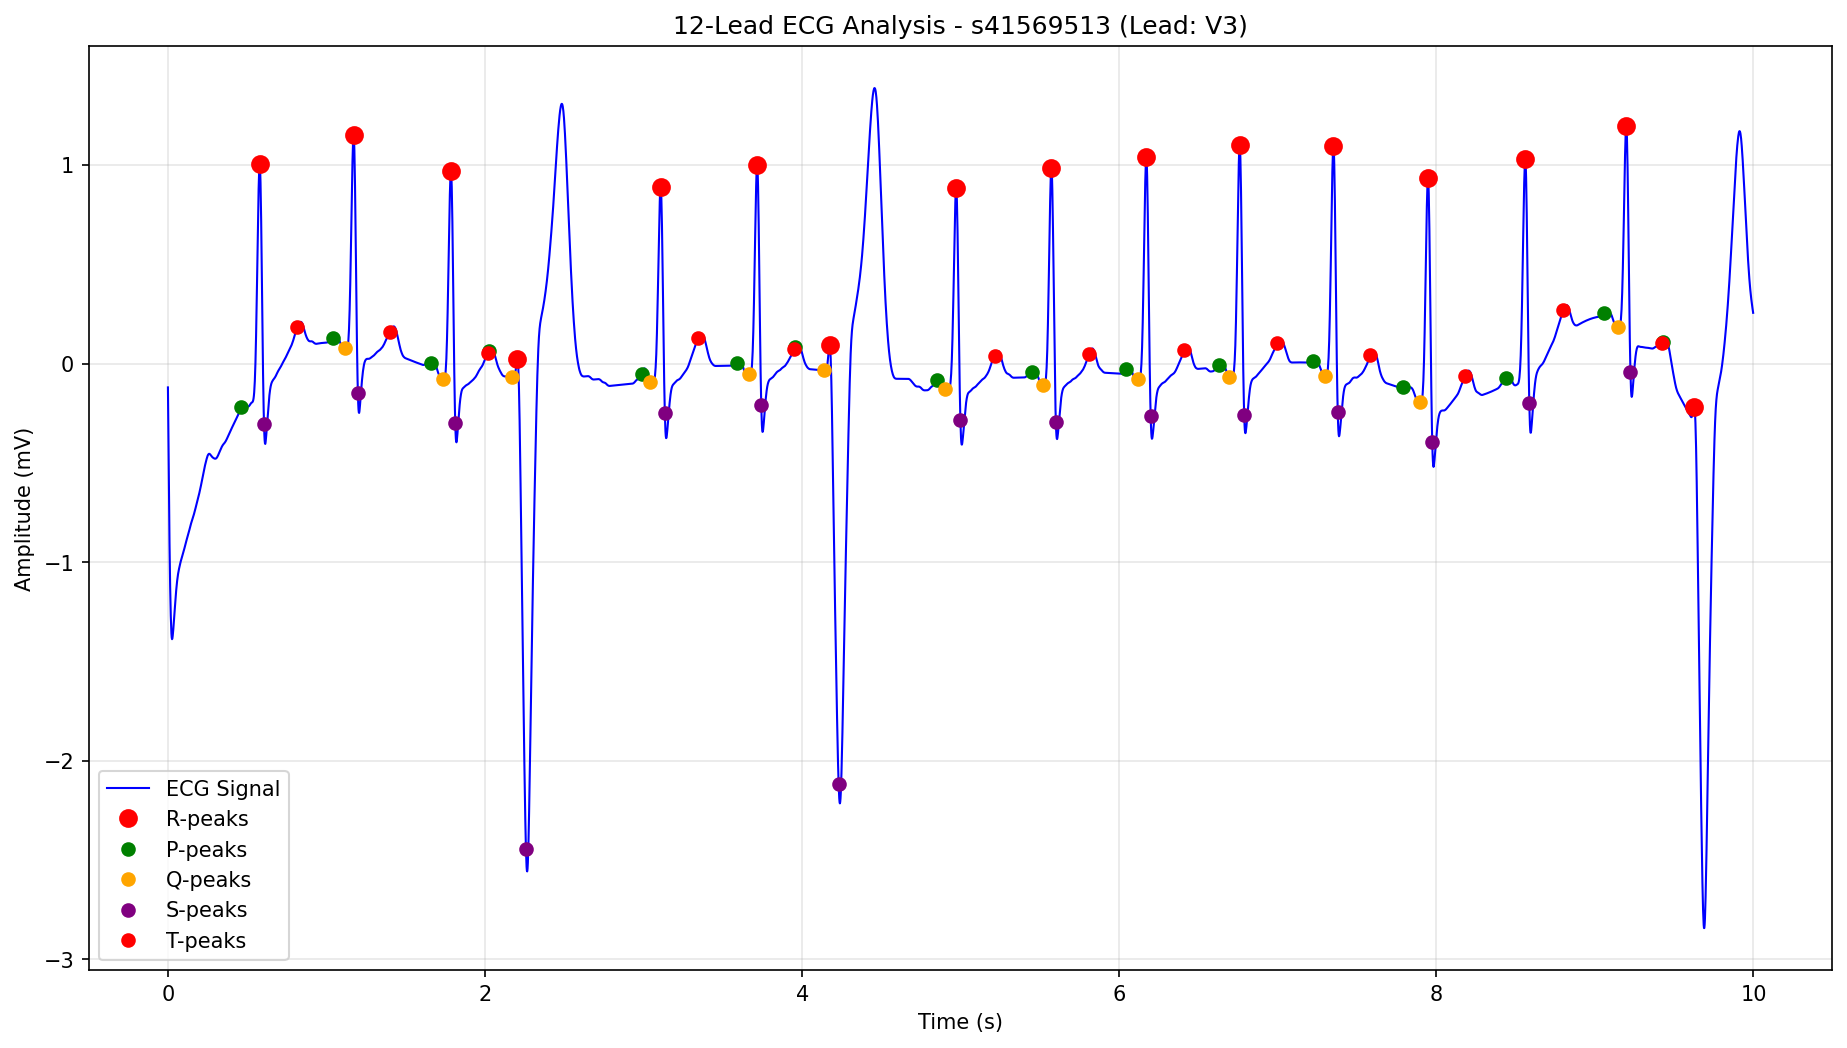 12-Lead ECG Analysis - s41569513 (Lead: V3)
Amplitude (mV)
1
0
−1
−2
−3
ECG Signal
R-peaks
P-peaks
Q-peaks
S-peaks
T-peaks
0 2 4 6 8 10
Time (s)